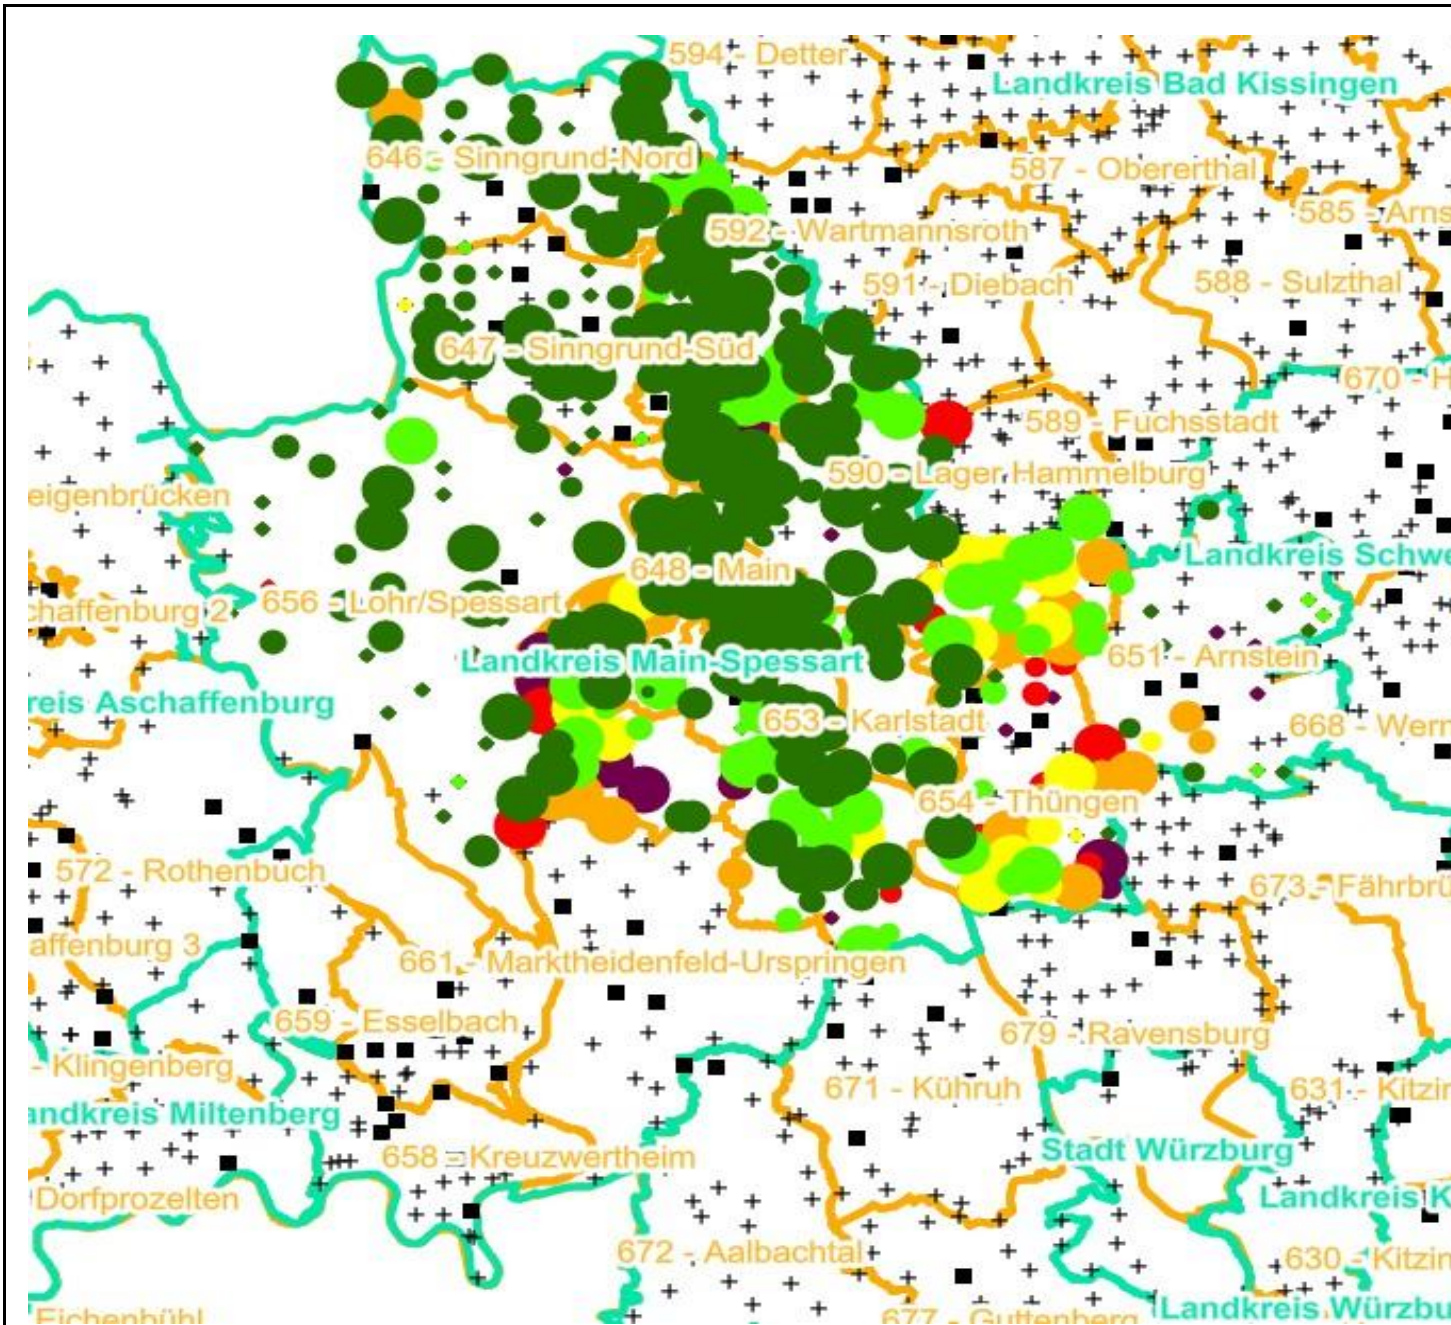 594 - Detter
Landkreis Bad Kissingen
646 - Sinngrund-Nord
587 - Obererthal
585 - Arns
592 - Wartmannsroth
591 - Diebach
588 - Sulzthal
647 - Sinngrund-Süd
670 - H
589 - Fuchsstadt
590 - Lager Hammelburg
eigenbrücken
Landkreis Schwe
648 - Main
656 - Lohr/Spessart
chaffenburg 2
651 - Arnstein
Landkreis Main-Spessart
reis Aschaffenburg
653 - Karlstadt
668 - Wern
654 - Thüngen
572 - Rothenbuch
673 - Fährbrü
affenburg 3
661 - Marktheidenfeld-Urspringen
659 - Esselbach
679 - Ravensburg
- Klingenberg
671 - Kühruh
631 - Kitzin
andkreis Miltenberg
Stadt Würzburg
658 - Kreuzwertheim
Dorfprozelten
Landkreis K
672 - Aalbachtal
630 - Kitzin
Eichenbühl
677 - Guttenberg
Landkreis Würzbu